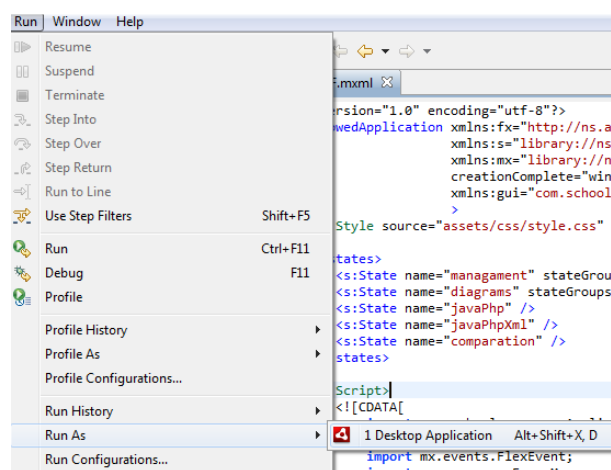 Run Window Help
Resume
Suspend
Terminate
Step Into
Step Over
Step Return
Run to Line
Use Step Filters Shift+F5
Run Ctrl+F11
Debug F11
Profile
Profile History
Profile As
Profile Configurations...
Run History
Run As
Run Configurations...
1 Desktop Application Alt+Shift+X, D
F.mxml
rsion="1.0" encoding="utf-8"?>
wedApplication xmlns:fx="http://ns.a
xmlns:s="library://ns
xmlns:mx="library://n
creationComplete="win
xmlns:gui="com.school
>
Style source="assets/css/style.css"
tates>
<s:State name="managament" stateGrou
<s:State name="diagrams" stateGroups
<s:State name="javaPhp" />
<s:State name="javaPhpXml" />
<s:State name="comparation" />
states>
Script>
<![CDATA[
import mx.events.FlexEvent;